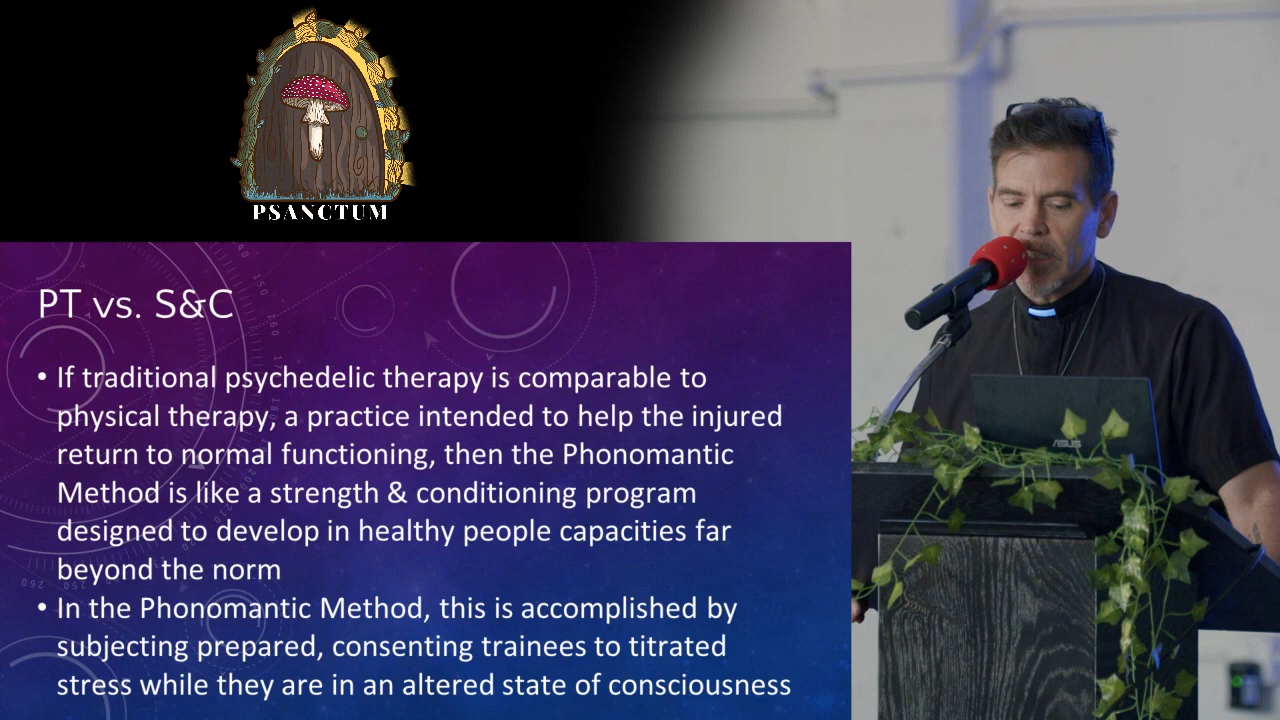 PSANCTUM
PT vs. S&C
• If traditional psychedelic therapy is comparable to
physical therapy, a practice intended to help the injured
return to normal functioning, then the Phonomantic
Method is like a strength & conditioning program
designed to develop in healthy people capacities far
beyond the norm
• In the Phonomantic Method, this is accomplished by
subjecting prepared, consenting trainees to titrated
stress while they are in an altered state of consciousness
ASUS